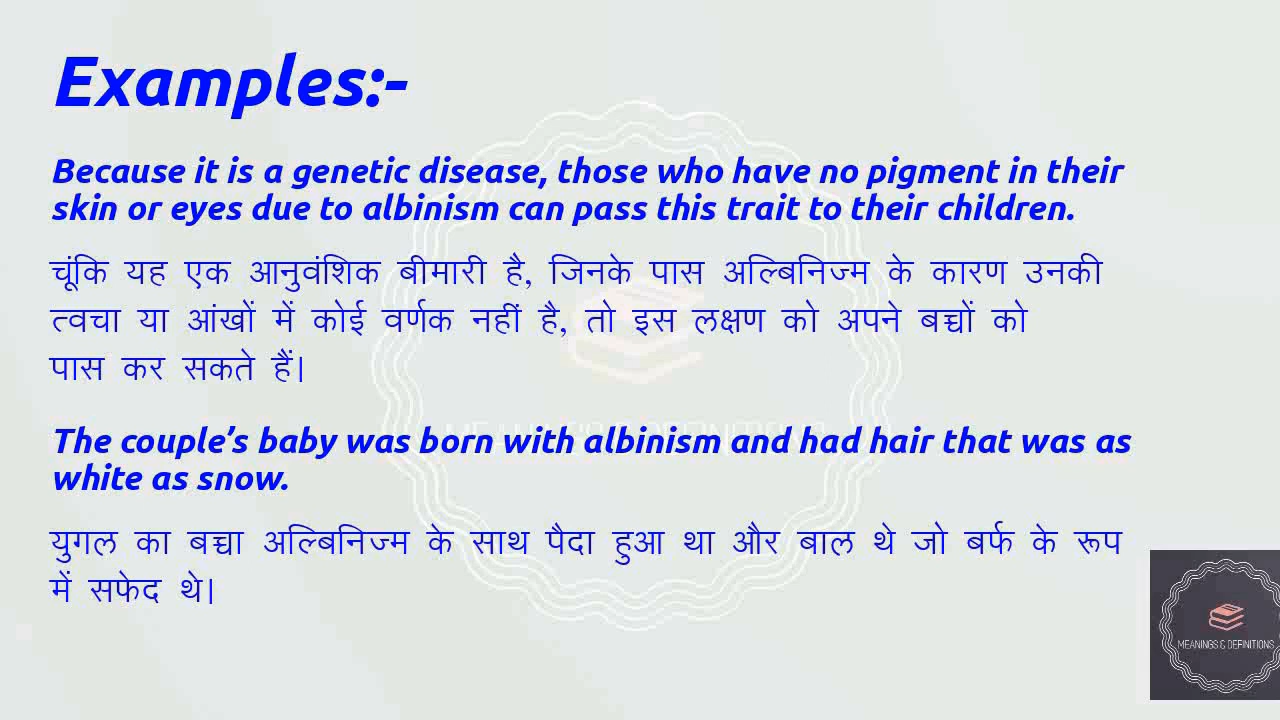 Examples:-
Because it is a genetic disease, those who have no pigment in their
skin or eyes due to albinism can pass this trait to their children.
चूंकि यह एक आनुवंशिक बीमारी है, जिनके पास अल्बिनिज्म के कारण उनकी
त्वचा या आंखों में कोई वर्णक नहीं है, तो इस लक्षण को अपने बच्चों को
पास कर सकते हैं।
The couple’s baby was born with albinism and had hair that was as
white as snow.
युगल का बच्चा अल्बिनिज्म के साथ पैदा हुआ था और बाल थे जो बर्फ के रूप
में सफेद थे।
MEANINGS & DEFINITIONS